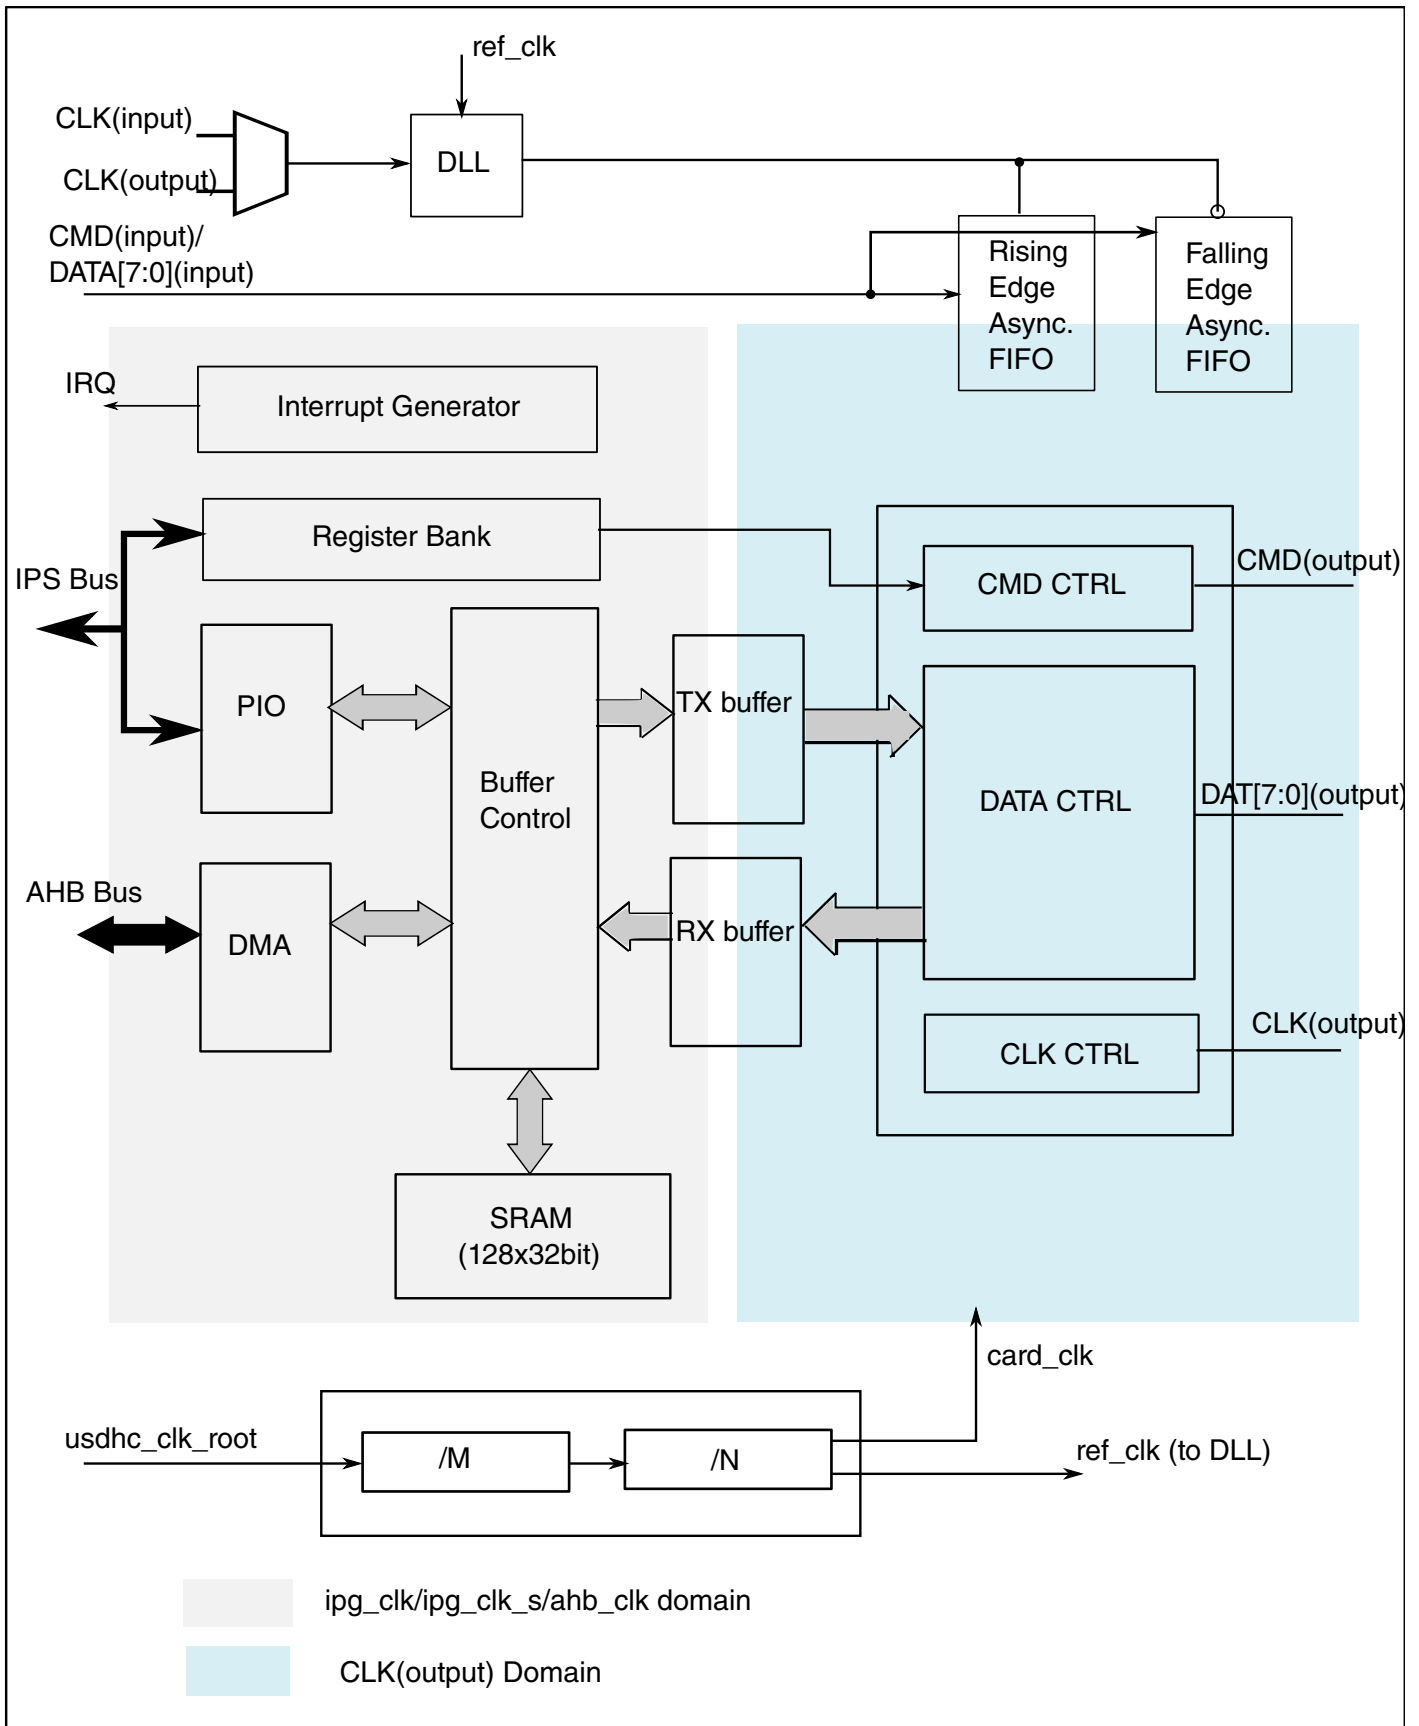 ref_clk
CLK(input)
CLK(output)
DLL
CMD(input)/
DATA[7:0](input)
Rising
Edge
Async.
FIFO
Falling
Edge
Async.
FIFO
IRQ
Interrupt Generator
Register Bank
IPS Bus
CMD CTRL
CMD(output)
PIO
TX buffer
Buffer
Control
DATA CTRL
DAT[7:0](output)
AHB Bus
DMA
RX buffer
CLK CTRL
CLK(output)
SRAM
(128x32bit)
card_clk
usdhc_clk_root
/M
/N
ref_clk (to DLL)
ipg_clk/ipg_clk_s/ahb_clk domain
CLK(output) Domain